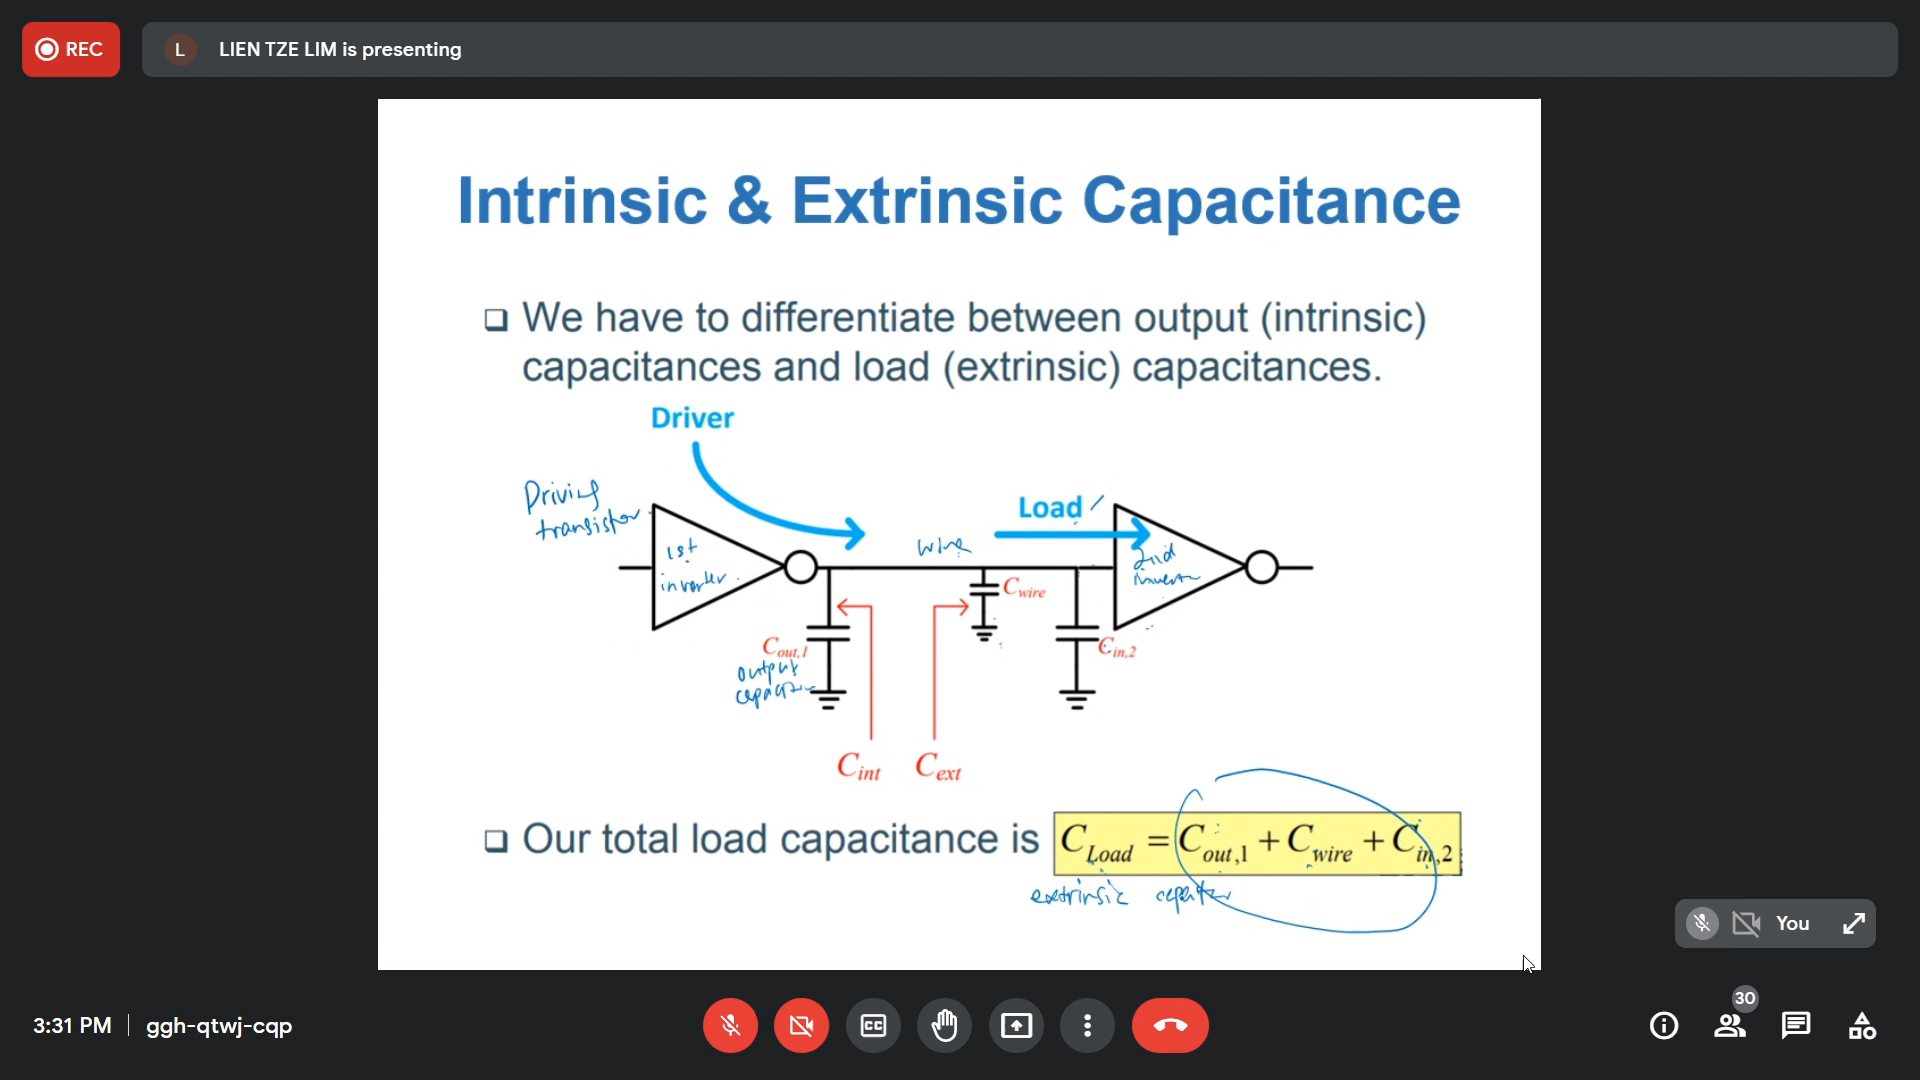 REC
L LIEN TZE LIM is presenting
Intrinsic & Extrinsic Capacitance
❑ We have to differentiate between output (intrinsic)
capacitances and load (extrinsic) capacitances.
Driver
Driving
transistor
Load
1st
inverter
wire
2nd
C_wire
C_out,1
C_in,2
output
C_int
C_ext
❑ Our total load capacitance is C_Load = C_out,1 + C_wire + C_in,2
extrinsic
You
3:31 PM | ggh-qtwj-cqp
CC
30